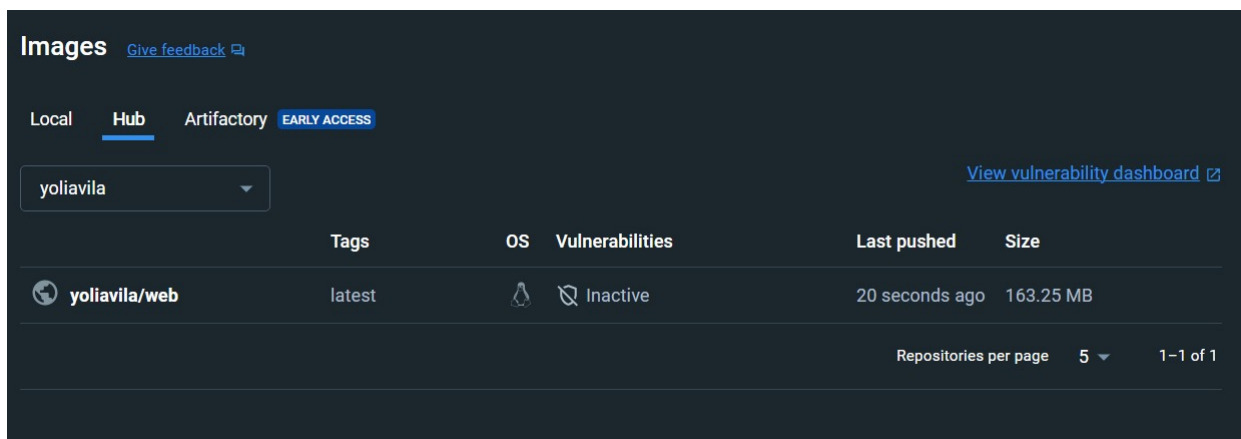 Images Give feedback
Local Hub Artifactory EARLY ACCESS
yoliavila
View vulnerability dashboard
Tags OS Vulnerabilities Last pushed Size
yoliavila/web latest Inactive 20 seconds ago 163.25 MB
Repositories per page 5 1–1 of 1